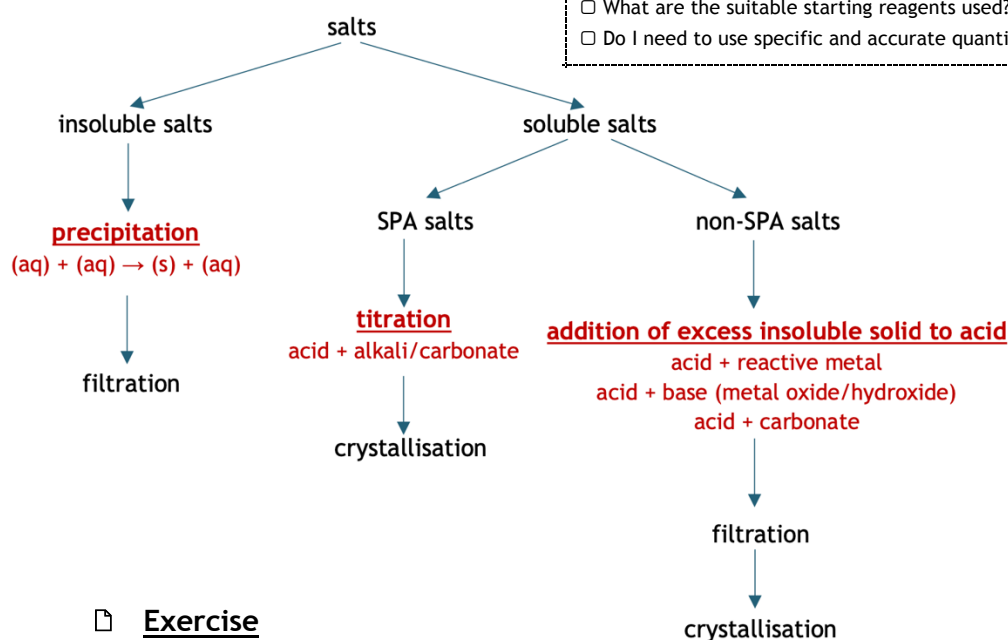 ☐ What are the suitable starting reagents used?
☐ Do I need to use specific and accurate
salts
insoluble salts
soluble salts
precipitation
(aq) + (aq) → (s) + (aq)
filtration
SPA salts
titration
acid + alkali/carbonate
crystallisation
non-SPA salts
addition of excess insoluble solid to acid
acid + reactive metal
acid + base (metal oxide/hydroxide)
acid + carbonate
filtration
crystallisation
Exercise